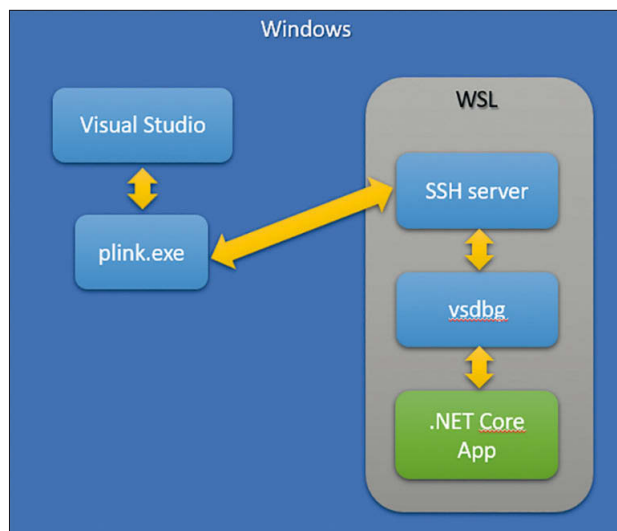 Windows
Visual Studio
plink.exe
WSL
SSH server
vsdbg
.NET Core
App